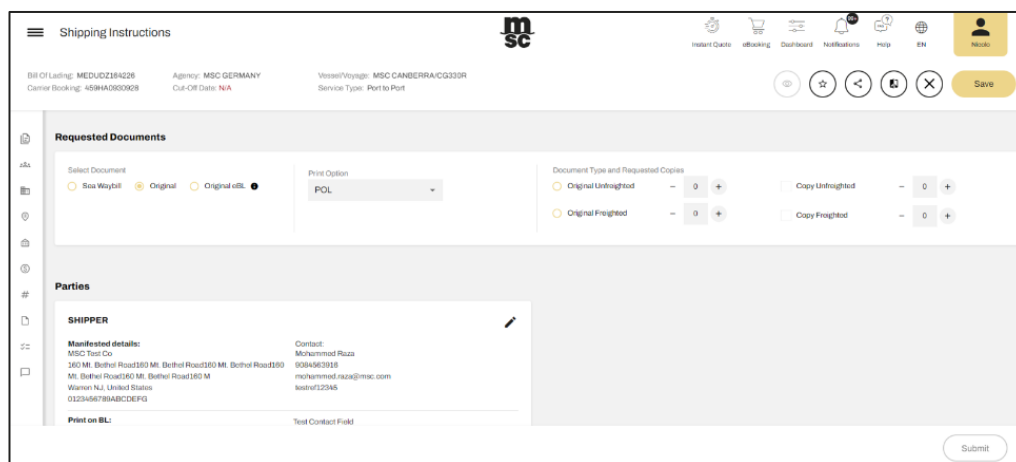 Shipping Instructions
msc
99+
Instant Quote
eBooking
Dashboard
Notifications
Help
EN
Nicolo
Bill Of Lading: MEDUDZ164226
Agency: MSC GERMANY
Vessel/Voyage: MSC CANBERRA/CG333R
Carrier Booking: 459HA0930928
Cut-Off Date: N/A
Service Type: Port to Port
Save
Requested Documents
Select Document
Sea Waybill
Original
Original eBL
Print Option
POL
Document Type and Requested Copies
Original Unfreighted
− 0 +
Copy Unfreighted
− 0 +
Original Freighted
− 0 +
Copy Freighted
− 0 +
Parties
SHIPPER
Manifested details:
MSC Test Co
160 Mt. Bethel Road160 Mt. Bethel Road160 Mt. Bethel Road160
Mt. Bethel Road160 Mt. Bethel Road160 M
Warren NJ, United States
0123456789ABCDEFG
Contact:
Mohammed Raza
9084563916
mohammed.raza@msc.com
testref12345
Print on BL:
Test Contact Field
Submit